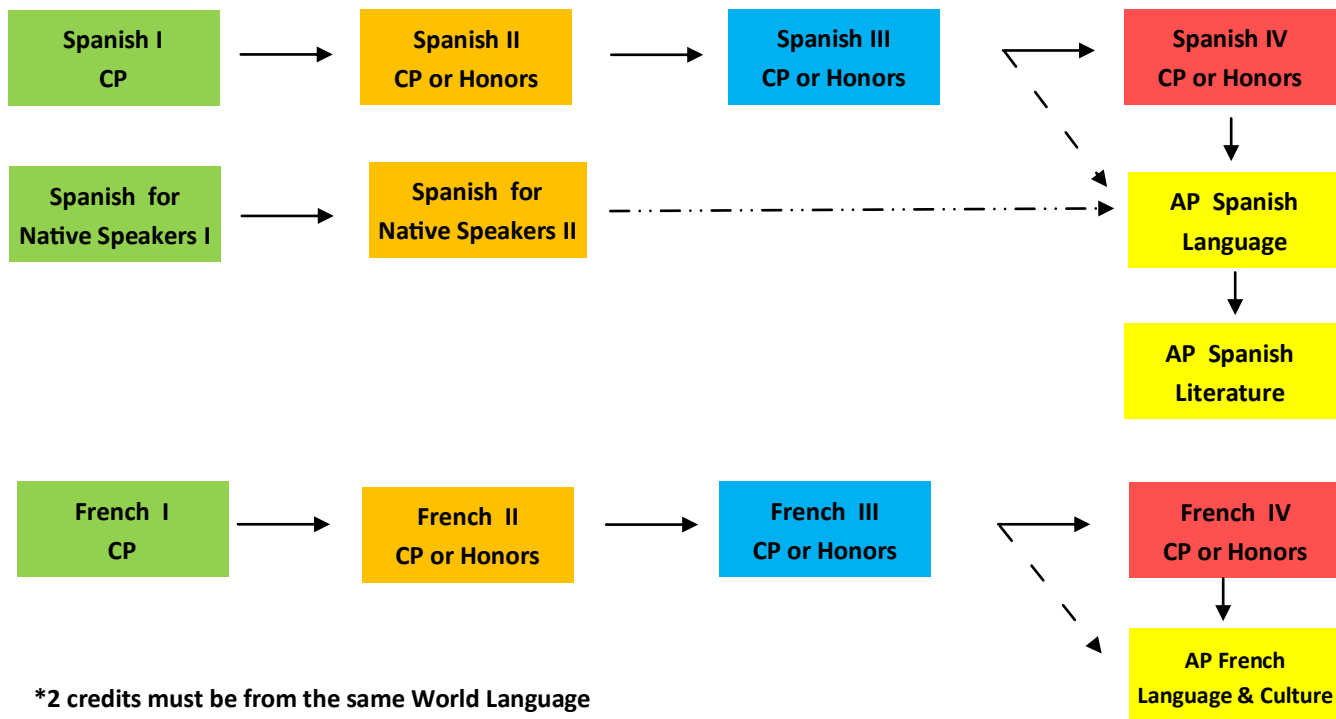 Spanish I
CP
Spanish II
CP or Honors
Spanish III
CP or Honors
Spanish IV
CP or Honors
Spanish for
Native Speakers I
Spanish for
Native Speakers II
AP Spanish
Language
AP Spanish
Literature
French I
CP
French II
CP or Honors
French III
CP or Honors
French IV
CP or Honors
AP French
Language & Culture
*2 credits must be from the same World Language